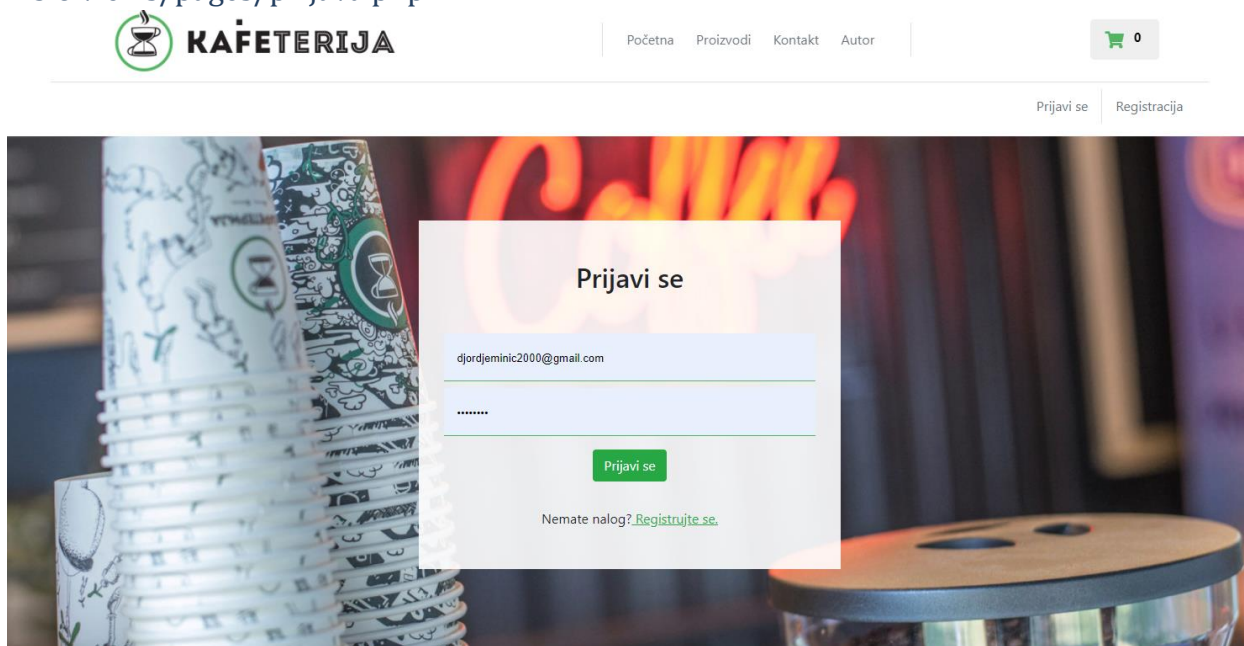 KAFETERIJA
Početna Proizvodi Kontakt Autor
0
Prijavi se Registracija
Prijavi se
djordjeminic2000@gmail.com
••••••••
Prijavi se
Nemate nalog? Registrujte se.